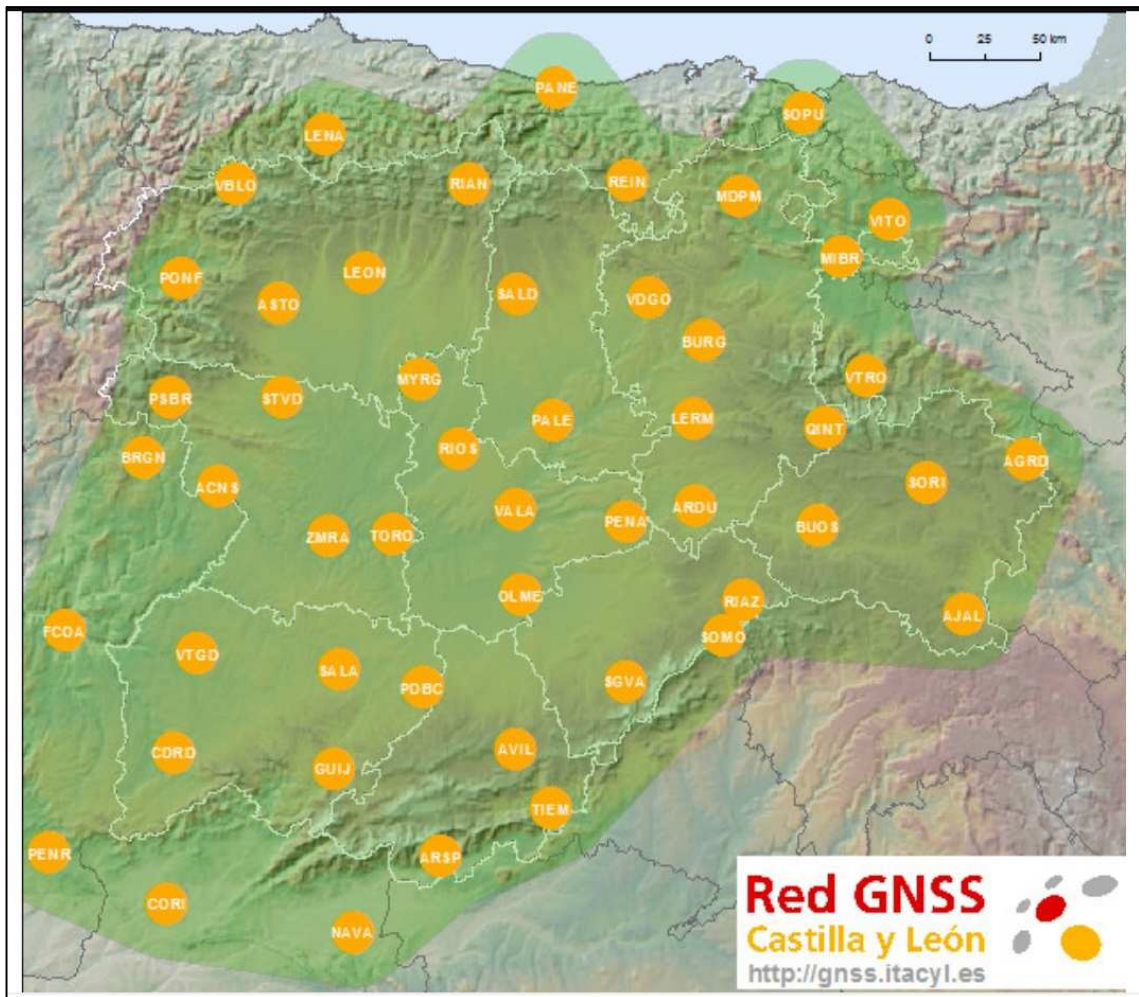 0 25 50 km
PANE
SOPU
LENA
VBLO
RIAN
REIN
MDPM
VITO
MIBR
PONF
LEON
ASTO
SALD
VDGO
BURG
MYRG
VTRO
PSBR
STVD
PALE
LERM
QINT
BRGN
RIOS
AGRD
ACNS
SORI
VALA
PENA
ARDU
BUOS
ZMRA
TORO
OLME
RIAZ
AJAL
FCOA
SOMO
VTGD
SALA
PDBC
SGVA
CDRD
GUIJ
AVIL
TIEM
PENR
ARSP
CORI
NAVA
Red GNSS
Castilla y León
http://gnss.itacyl.es